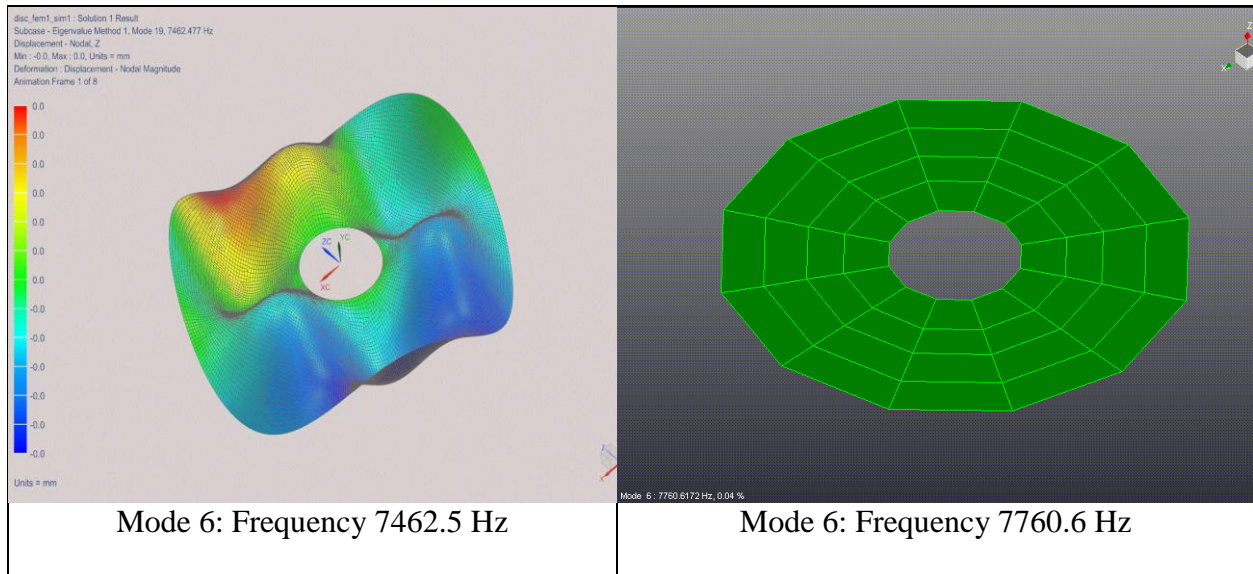 disc_fem1_sim1 : Solution 1 Result
Subcase - Eigenvalue Method 1, Mode 19, 7462.477 Hz
Displacement - Nodal, Z
Min : -0.0, Max : 0.0, Units = mm
Deformation : Displacement - Nodal Magnitude
Animation Frame 1 of 8
0.0
0.0
0.0
0.0
0.0
0.0
0.0
-0.0
-0.0
-0.0
-0.0
-0.0
-0.0
Units = mm
ZC
YC
XC
X
Z
X
Mode 6 : 7760.6172 Hz, 0.04 %
Mode 6: Frequency 7462.5 Hz
Mode 6: Frequency 7760.6 Hz